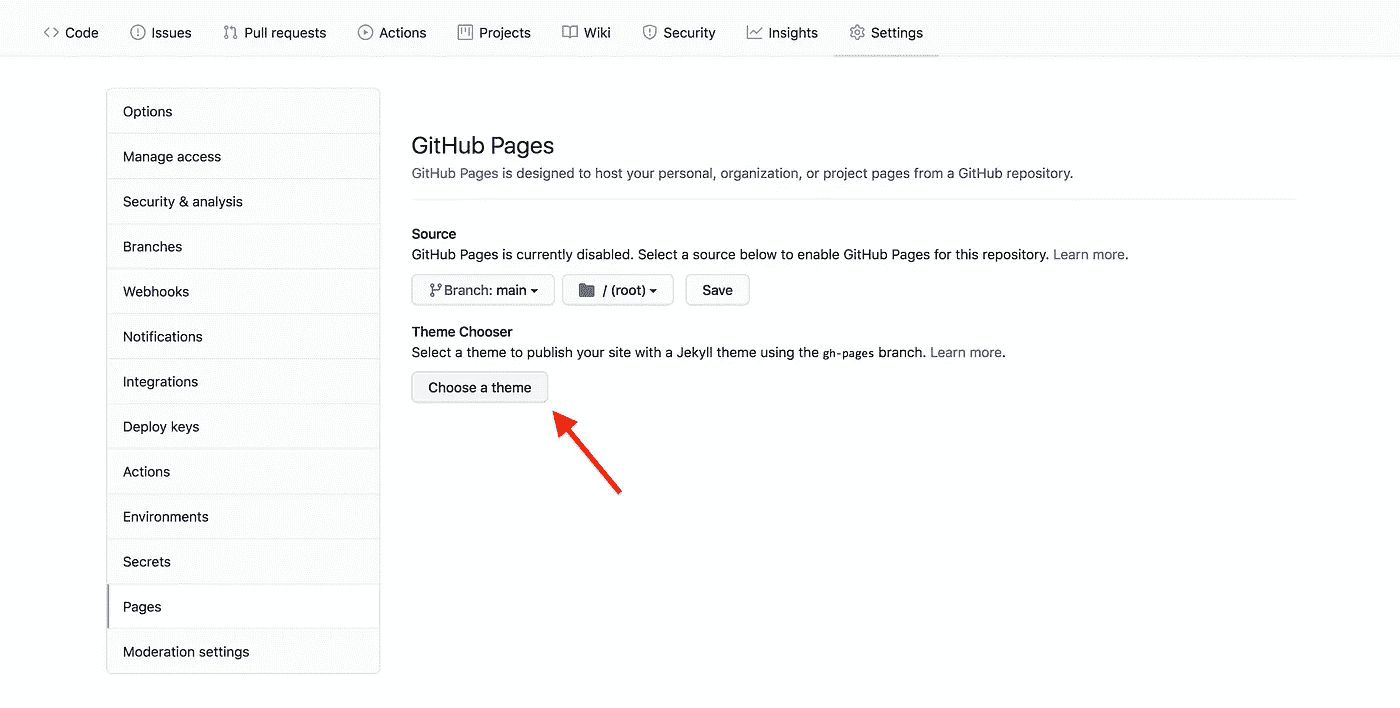 Code Issues Pull requests Actions Projects Wiki Security Insights Settings
Options
Manage access
Security & analysis
Branches
Webhooks
Notifications
Integrations
Deploy keys
Actions
Environments
Secrets
Pages
Moderation settings
GitHub Pages
GitHub Pages is designed to host your personal, organization, or project pages from a GitHub repository.
Source
GitHub Pages is currently disabled. Select a source below to enable GitHub Pages for this repository. Learn more.
Branch: main / (root) Save
Theme Chooser
Select a theme to publish your site with a Jekyll theme using the gh-pages branch. Learn more.
Choose a theme